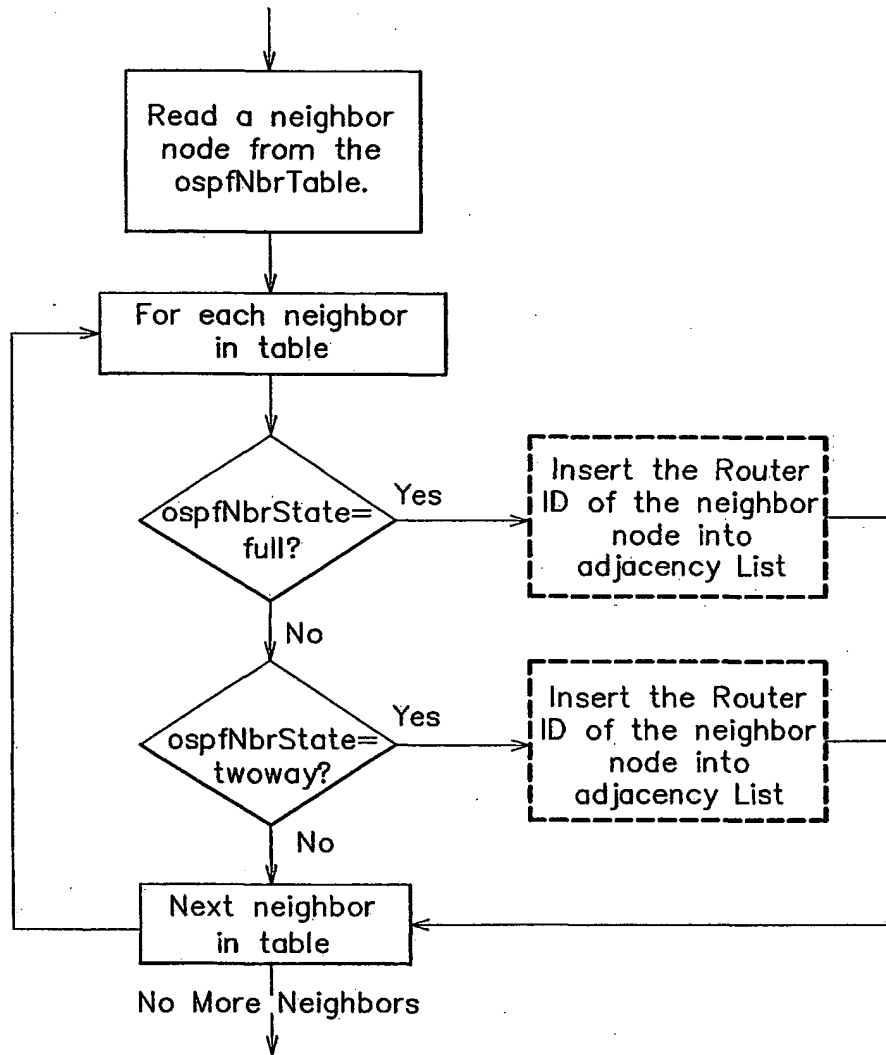 Read a neighbor
node from the
ospfNbrTable.
For each neighbor
in table
ospfNbrState=
full?
Yes
Insert the Router
ID of the neighbor
node into
adjacency List
No
ospfNbrState=
twoway?
Yes
Insert the Router
ID of the neighbor
node into
adjacency List
No
Next neighbor
in table
No More Neighbors